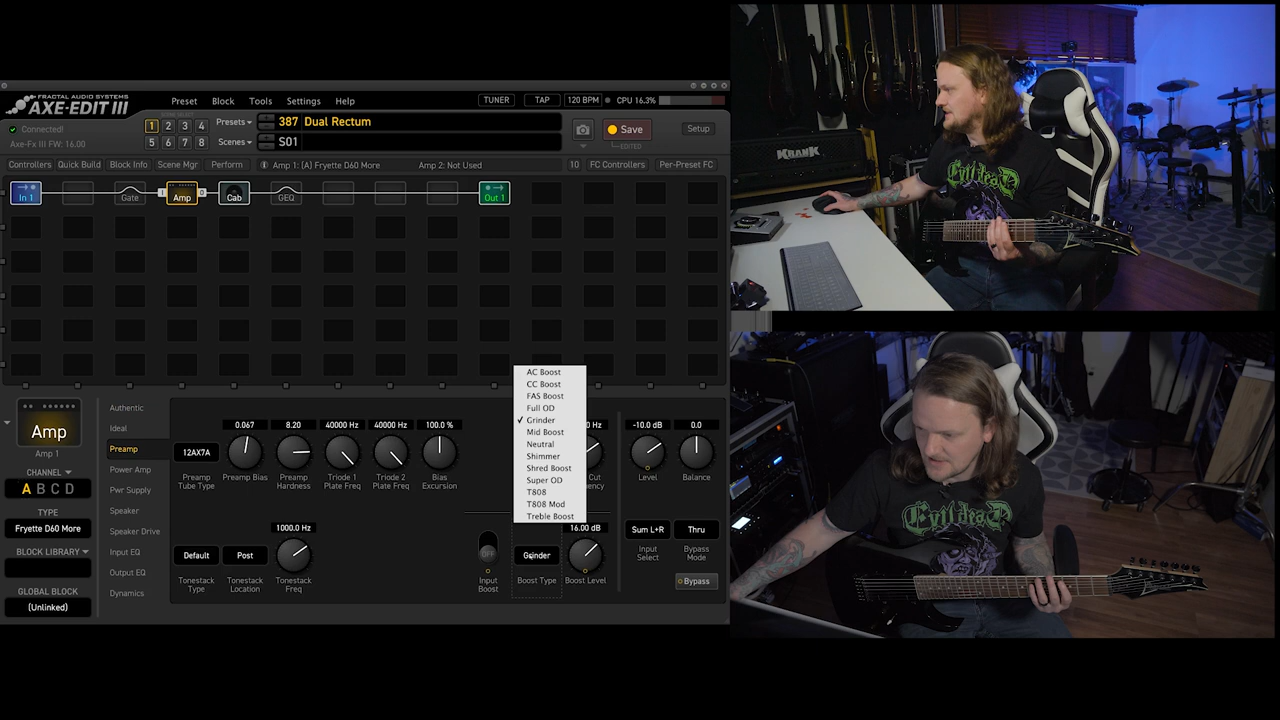 FRACTAL AUDIO SYSTEMS
AXE-EDIT III
Preset Block Tools Settings Help
TUNER TAP 120 BPM CPU 16.3%
Connected!
Axe-Fx III FW: 16.00
SCENE SELECT
1 2 3 4
5 6 7 8
Presets 387 Dual Rectum
Scenes S01
Save
EDITED
Setup
Controllers Quick Build Block Info Scene Mgr Perform Amp 1: [A] Fryette D60 More Amp 2: Not Used 10 FC Controllers Per-Preset FC
In 1 Gate Amp Cab GEQ Out 1
Amp
Amp 1
CHANNEL
A B C D
TYPE
Fryette D60 More
BLOCK LIBRARY
GLOBAL BLOCK
(Unlinked)
Authentic
Ideal
Preamp
Power Amp
Pwr Supply
Speaker
Speaker Drive
Input EQ
Output EQ
Dynamics
0.067 8.20 40000 Hz 40000 Hz 100.0 %
12AX7A
Preamp Tube Type
Preamp Bias
Preamp Hardness
Triode 1 Plate Freq
Triode 2 Plate Freq
Bias Excursion
1000.0 Hz
Default Post
Tonestack Type
Tonestack Location
Tonestack Freq
AC Boost
CC Boost
FAS Boost
Full OD
✓ Grinder
Mid Boost
Neutral
Shimmer
Shred Boost
Super OD
T808
T808 Mod
Treble Boost
OFF
Input Boost
Grinder
Boost Type
16.00 dB
Boost Level
-10.0 dB 0.0
Level Balance
Sum L+R Thru
Input Select
Bypass Mode
Bypass
KRANK
Evil dead
Evil dead